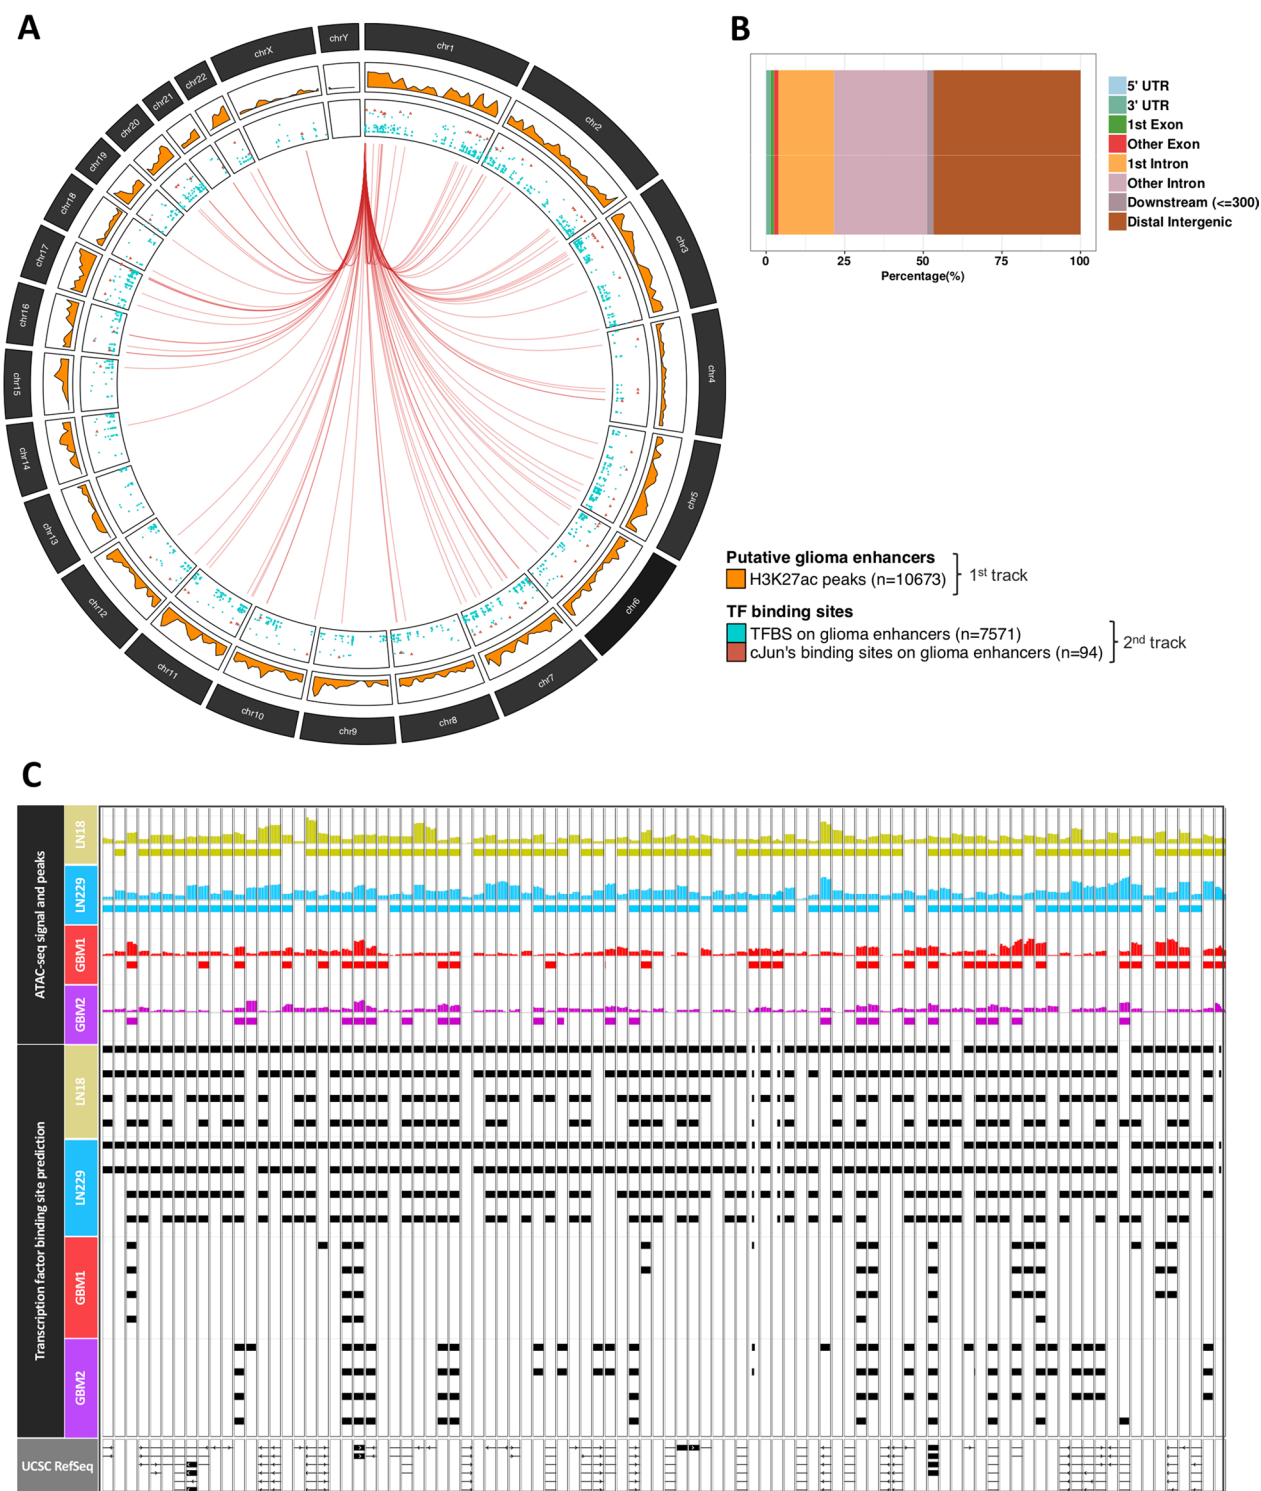 A
chr1
chr2
chr3
chr4
chr5
chr6
chr7
chr8
chr9
chr10
chr11
chr12
chr13
chr14
chr15
chr16
chr17
chr18
chr19
chr20
chr21
chr22
chrX
chrY
B
5' UTR
3' UTR
1st Exon
Other Exon
1st Intron
Other Intron
Downstream (<=300)
Distal Intergenic
0 25 50 75 100
Percentage(%)
Putative glioma enhancers
H3K27ac peaks (n=10673)
1st track
TF binding sites
TFBS on glioma enhancers (n=7571)
cJun's binding sites on glioma enhancers (n=94)
2nd track
C
ATAC-seq signal and peaks
LN18
LN229
GBM1
GBM2
Transcription factor binding site prediction
LN18
LN229
GBM1
GBM2
UCSC RefSeq